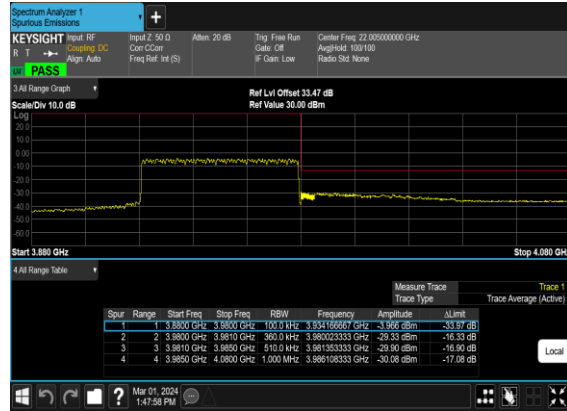 Spectrum Analyzer 1
Spurious Emissions
KEYSIGHT Input: RF Input Z: 50 Ω Atten: 20 dB Trig: Free Run Center Freq: 22.005000000 GHz
R T Coupling: DC Corr CCorr Gate: Off Avg|Hold: 100/100
Align: Auto Freq Ref: Int (S) IF Gain: Low Radio Std: None
PASS
3 All Range Graph
Ref Lvl Offset 33.47 dB
Scale/Div 10.0 dB Ref Value 30.00 dBm
Log
20.0
10.0
0.00
-10.0
-20.0
-30.0
-40.0
-50.0
-60.0
Start 3.880 GHz Stop 4.080 GH
4 All Range Table
Measure Trace Trace 1
Trace Type Trace Average (Active)
Spur Range Start Freq Stop Freq RBW Frequency Amplitude ΔLimit
1 1 3.8800 GHz 3.9800 GHz 100.0 kHz 3.934166667 GHz -3.966 dBm -33.97 dB
2 2 3.9800 GHz 3.9810 GHz 360.0 kHz 3.980023333 GHz -29.33 dBm -16.33 dB
3 3 3.9810 GHz 3.9850 GHz 510.0 kHz 3.981353333 GHz -29.90 dBm -16.90 dB
4 4 3.9850 GHz 4.0800 GHz 1.000 MHz 3.986108333 GHz -30.08 dBm -17.08 dB
Local
Mar 01, 2024
1:47:58 PM